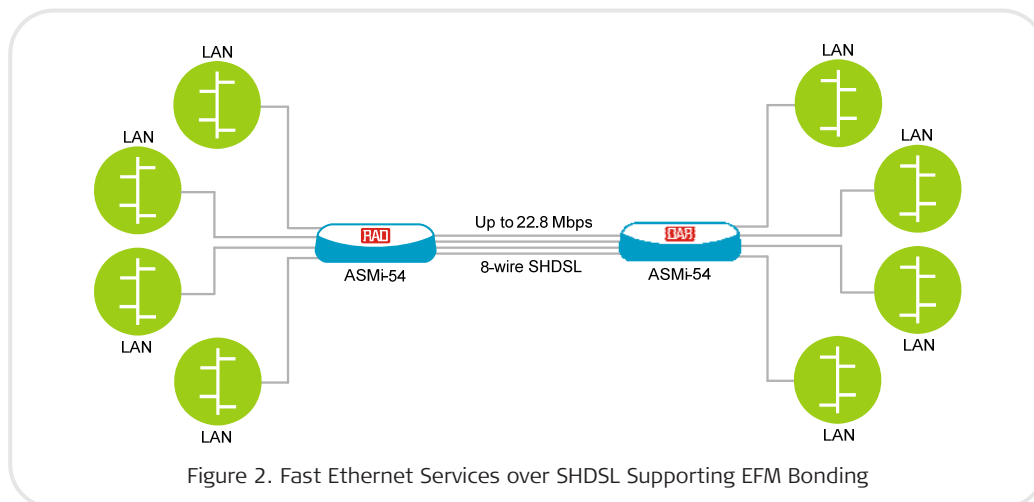 LAN
LAN
LAN
LAN
RAD
ASMi-54
Up to 22.8 Mbps
8-wire SHDSL
DAR
ASMi-54
LAN
LAN
LAN
LAN
Figure 2. Fast Ethernet Services over SHDSL Supporting EFM Bonding